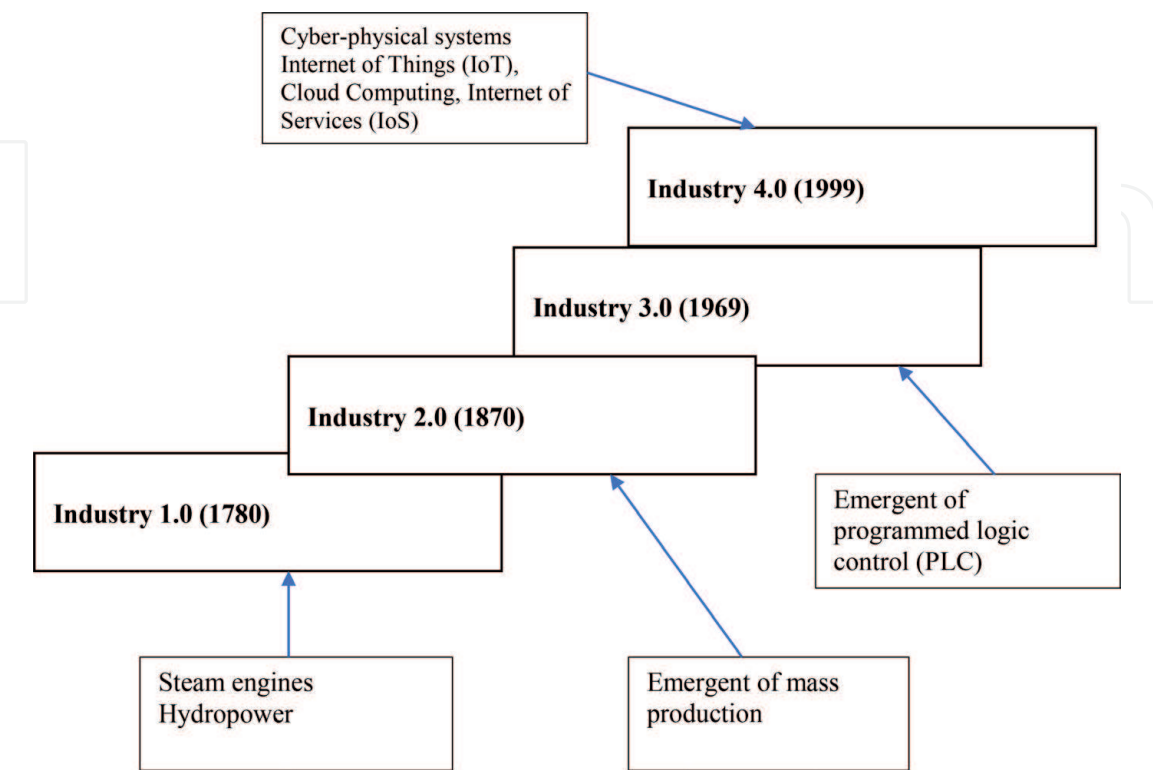 Cyber-physical systems
Internet of Things (IoT),
Cloud Computing, Internet of
Services (IoS)
Industry 4.0 (1999)
Industry 3.0 (1969)
Industry 2.0 (1870)
Industry 1.0 (1780)
Emergent of
programmed logic
control (PLC)
Steam engines
Hydropower
Emergent of mass
production